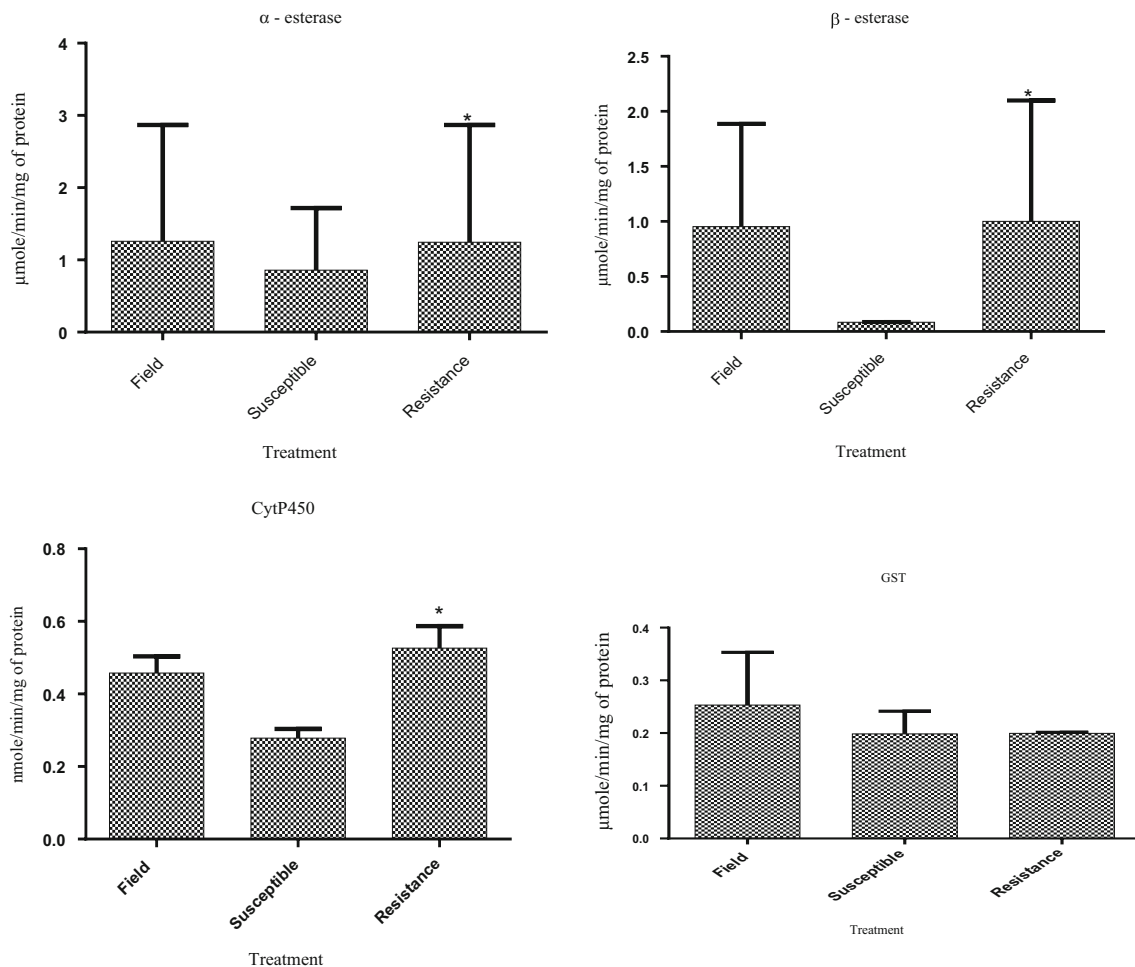 α - esterase
4
3
2
1
0
μmole/min/mg of protein
*
Field
Susceptible
Resistance
Treatment
β - esterase
2.5
2.0
1.5
1.0
0.5
0.0
μmole/min/mg of protein
*
Field
Susceptible
Resistance
Treatment
CytP450
0.8
0.6
0.4
0.2
0.0
nmole/min/mg of protein
*
Field
Susceptible
Resistance
Treatment
GST
0.4
0.3
0.2
0.1
0.0
μmole/min/mg of protein
Field
Susceptible
Resistance
Treatment